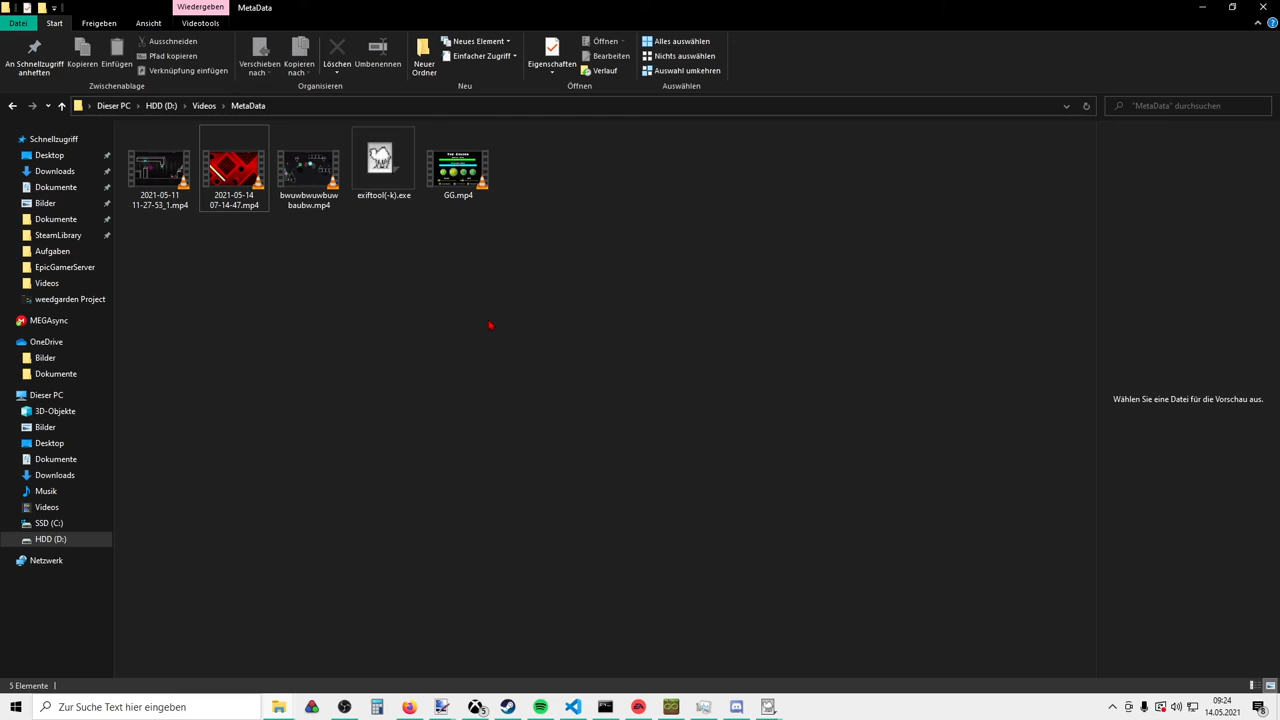 Wiedergeben
MetaData
Datei
Start
Freigeben
Ansicht
Videotools
An Schnellzugriff
anheften
Kopieren
Einfügen
Ausschneiden
Pfad kopieren
Verknüpfung einfügen
Zwischenablage
Verschieben
nach
Kopieren
nach
Löschen
Umbenennen
Organisieren
Neuer
Ordner
Neues Element
Einfacher Zugriff
Neu
Eigenschaften
Öffnen
Bearbeiten
Verlauf
Öffnen
Alles auswählen
Nichts auswählen
Auswahl umkehren
Auswählen
Dieser PC > HDD (D:) > Videos > MetaData
"MetaData" durchsuchen
Schnellzugriff
Desktop
Downloads
Dokumente
Bilder
Dokumente
SteamLibrary
Aufgaben
EpicGamerServer
Videos
weedgarden Project
MEGAsync
OneDrive
Bilder
Dokumente
Dieser PC
3D-Objekte
Bilder
Desktop
Dokumente
Downloads
Musik
Videos
SSD (C:)
HDD (D:)
Netzwerk
2021-05-11
11-27-53_1.mp4
2021-05-14
07-14-47.mp4
bwuwbwuwbuw
baubw.mp4
exiftool(-k).exe
GG.mp4
Wählen Sie eine Datei für die Vorschau aus.
5 Elemente
Zur Suche Text hier eingeben
09:24
14.05.2021